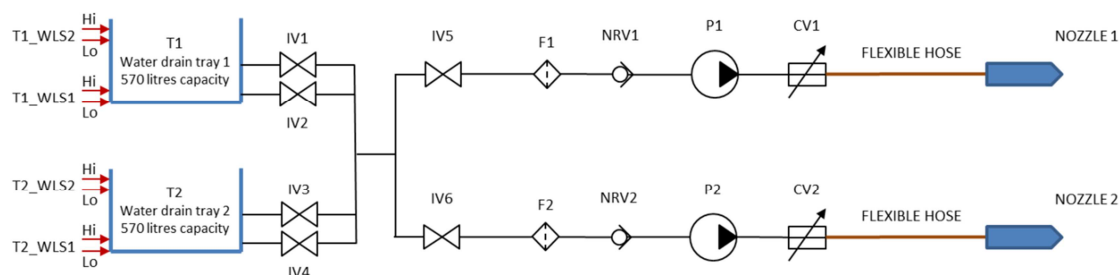 Hi
T1_WLS2
Lo
Hi
T1_WLS1
Lo
T1
Water drain tray 1
570 litres capacity
IV1
IV2
IV5
F1
NRV1
P1
CV1
FLEXIBLE HOSE
NOZZLE 1
Hi
T2_WLS2
Lo
Hi
T2_WLS1
Lo
T2
Water drain tray 2
570 litres capacity
IV3
IV4
IV6
F2
NRV2
P2
CV2
FLEXIBLE HOSE
NOZZLE 2